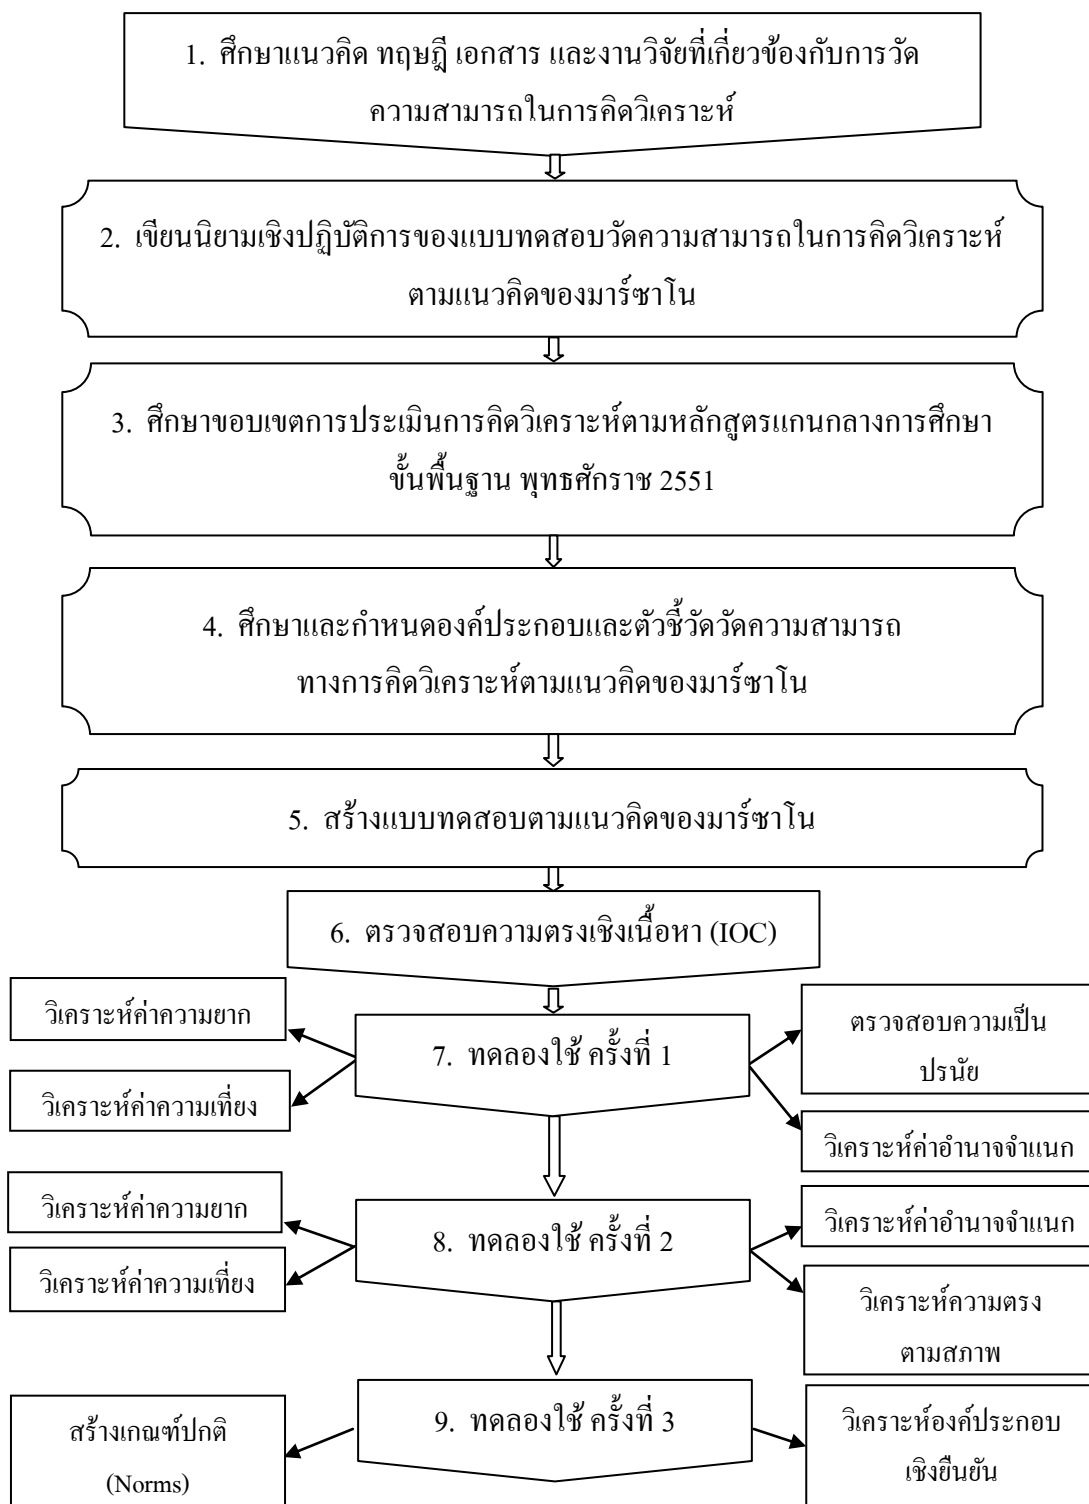 1. ศึกษาแนวคิด ทฤษฎี เอกสาร และงานวิจัยที่เกี่ยวข้องกับการวัด
ความสามารถในการคิดวิเคราะห์
2. เขียนนิยามเชิงปฏิบัติการของแบบทดสอบวัดความสามารถในการคิดวิเคราะห์
ตามแนวคิดของมาร์ซาโน
3. ศึกษาขอบเขตการประเมินการคิดวิเคราะห์ตามหลักสูตรแกนกลางการศึกษา
ขั้นพื้นฐาน พุทธศักราช 2551
4. ศึกษาและกำหนดองค์ประกอบและตัวชี้วัดวัดความสามารถ
ทางการคิดวิเคราะห์ตามแนวคิดของมาร์ซาโน
5. สร้างแบบทดสอบตามแนวคิดของมาร์ซาโน
6. ตรวจสอบความตรงเชิงเนื้อหา (IOC)
7. ทดลองใช้ ครั้งที่ 1
วิเคราะห์ค่าความยาก
วิเคราะห์ค่าความเที่ยง
ตรวจสอบความเป็น
ปรนัย
วิเคราะห์ค่าอำนาจจำแนก
8. ทดลองใช้ ครั้งที่ 2
วิเคราะห์ค่าความยาก
วิเคราะห์ค่าความเที่ยง
วิเคราะห์ค่าอำนาจจำแนก
วิเคราะห์ความตรง
ตามสภาพ
9. ทดลองใช้ ครั้งที่ 3
สร้างเกณฑ์ปกติ
(Norms)
วิเคราะห์องค์ประกอบ
เชิงยืนยัน